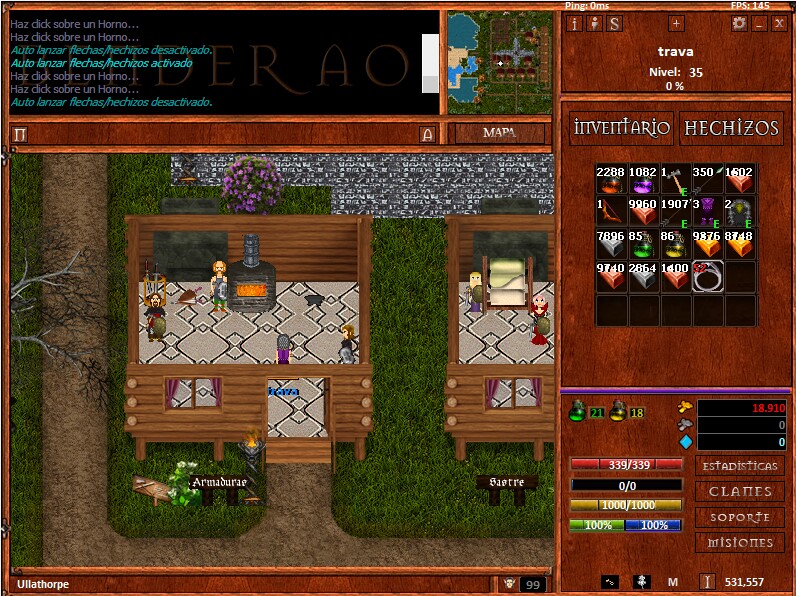 Ping: 0ms FPS: 145
Haz click sobre un Horno...
Haz click sobre un Horno...
Auto lanzar flechas/hechizos desactivado.
Auto lanzar flechas/hechizos activado
Haz click sobre un Horno...
Haz click sobre un Horno...
Auto lanzar flechas/hechizos desactivado.
i S + _ X
trava
Nivel: 35
0 %
MAPA
INVENTARIO HECHIZOS
2288 1082 1 350 1602
E
1 9960 1907 3 2
E E
7896 85 86 9876 8748
E E
9740 2864 1400
trava
Armaduras
Sastre
21 18
18.910
0
0
339/339
0/0
1000/1000
100% 100%
ESTADÍSTICAS
CLANES
SOPORTE
MISIONES
Ullathorpe
99
M 531,557